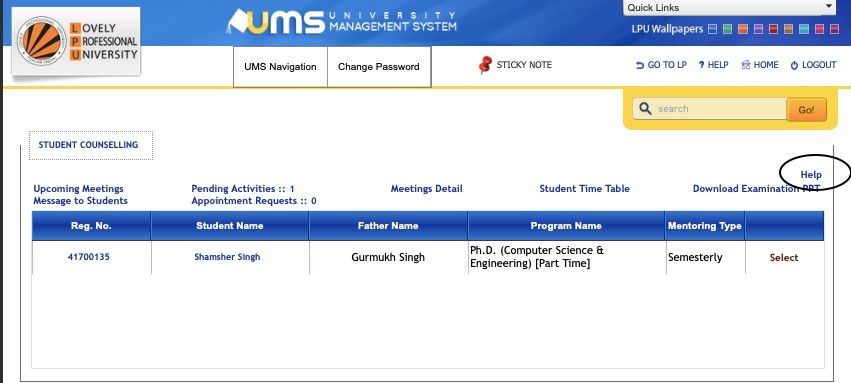 Quick Links
LOVELY
PROFESSIONAL
UNIVERSITY
UMS UNIVERSITY
MANAGEMENT SYSTEM
LPU Wallpapers
UMS Navigation Change Password STICKY NOTE GO TO LP ? HELP HOME LOGOUT
search Go!
STUDENT COUNSELLING
Help
Upcoming Meetings Pending Activities :: 1 Meetings Detail Student Time Table Download Examination PPT
Message to Students Appointment Requests :: 0
Reg. No. Student Name Father Name Program Name Mentoring Type
41700135 Shamsher Singh Gurmukh Singh Ph.D. (Computer Science &
Engineering) [Part Time] Semesterly Select